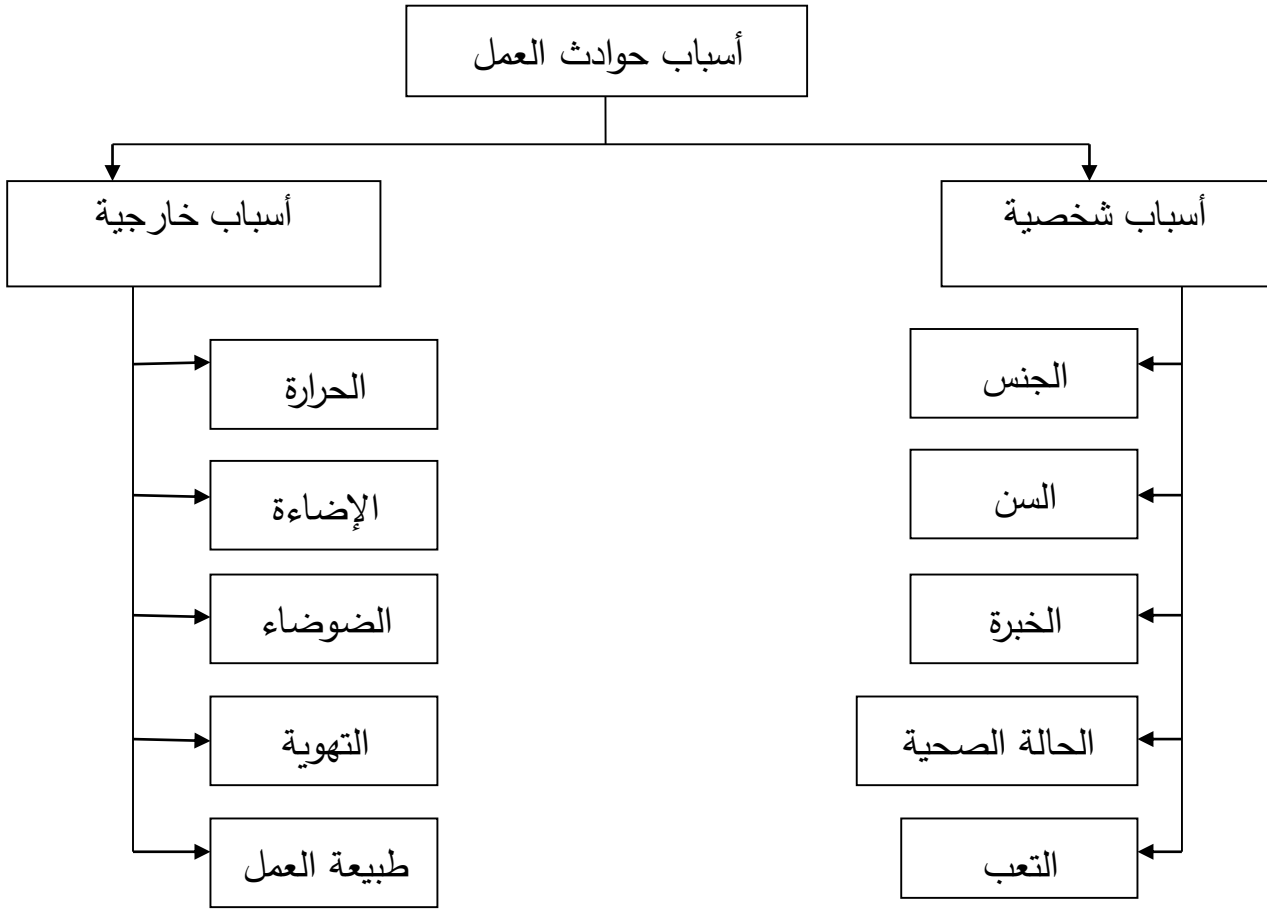 أسباب حوادث العمل
أسباب شخصية
أسباب خارجية
الجنس
الحرارة
السن
الإضاءة
الخبرة
الضوضاء
الحالة الصحية
التهوية
التعب
طبيعة العمل